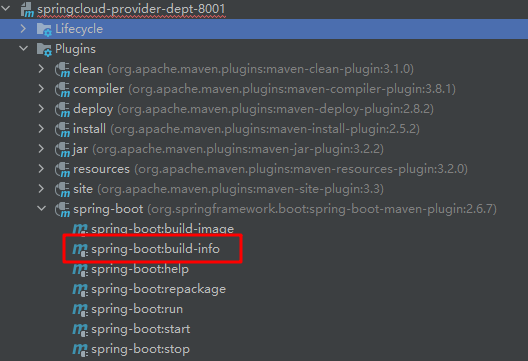 springcloud-provider-dept-8001
Lifecycle
Plugins
clean (org.apache.maven.plugins:maven-clean-plugin:3.1.0)
compiler (org.apache.maven.plugins:maven-compiler-plugin:3.8.1)
deploy (org.apache.maven.plugins:maven-deploy-plugin:2.8.2)
install (org.apache.maven.plugins:maven-install-plugin:2.5.2)
jar (org.apache.maven.plugins:maven-jar-plugin:3.2.2)
resources (org.apache.maven.plugins:maven-resources-plugin:3.2.0)
site (org.apache.maven.plugins:maven-site-plugin:3.3)
spring-boot (org.springframework.boot:spring-boot-maven-plugin:2.6.7)
spring-boot:build-image
spring-boot:build-info
spring-boot:help
spring-boot:repackage
spring-boot:run
spring-boot:start
spring-boot:stop